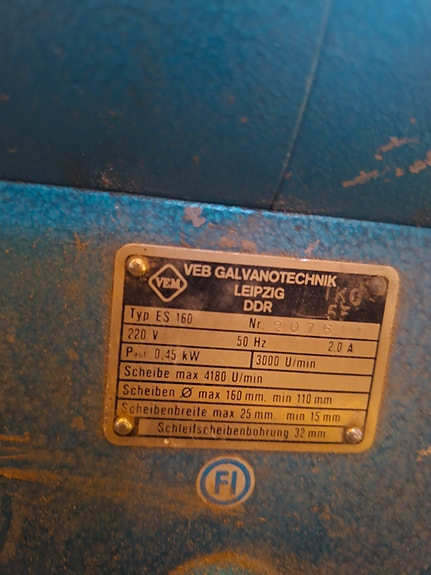 VEM
VEB GALVANOTECHNIK
LEIPZIG
DDR
Typ ES 160 Nr.
220 V 50 Hz 2.0 A
P auf 0,45 kW 3000 U/min
Scheibe max 4180 U/min
Scheiben Ø max 160 mm. min 110 mm
Scheibenbreite max 25 mm. min 15 mm
Schleifscheibenbohrung 32 mm
FI